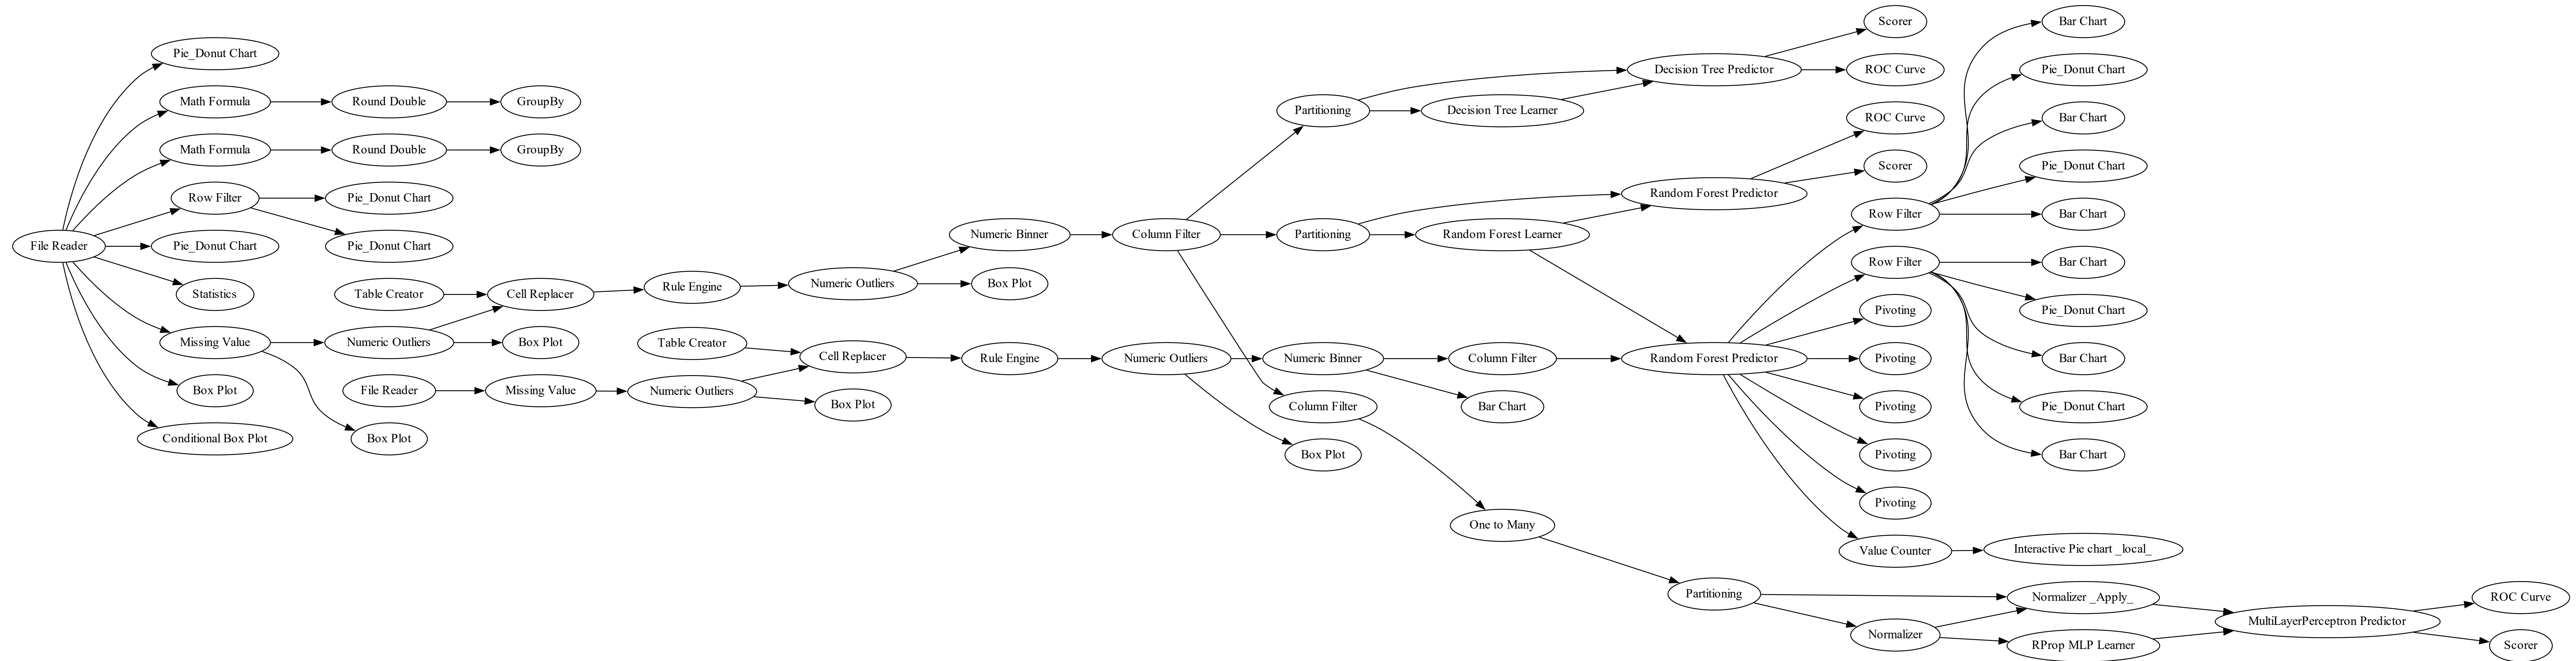 Pie_Donut Chart
Math Formula
Round Double
GroupBy
Math Formula
Round Double
GroupBy
Row Filter
Pie_Donut Chart
File Reader
Pie_Donut Chart
Pie_Donut Chart
Statistics
Table Creator
Cell Replacer
Rule Engine
Numeric Outliers
Numeric Binner
Box Plot
Missing Value
Numeric Outliers
Box Plot
Box Plot
Box Plot
Conditional Box Plot
File Reader
Missing Value
Numeric Outliers
Table Creator
Cell Replacer
Box Plot
Rule Engine
Numeric Outliers
Box Plot
Numeric Binner
Column Filter
Bar Chart
Column Filter
Partitioning
Decision Tree Learner
Decision Tree Predictor
Scorer
ROC Curve
Partitioning
Random Forest Learner
Random Forest Predictor
ROC Curve
Scorer
Column Filter
One to Many
Random Forest Predictor
Row Filter
Bar Chart
Pie_Donut Chart
Bar Chart
Pie_Donut Chart
Bar Chart
Row Filter
Bar Chart
Pie_Donut Chart
Bar Chart
Pie_Donut Chart
Bar Chart
Pivoting
Pivoting
Pivoting
Pivoting
Pivoting
Value Counter
Interactive Pie chart _local_
Partitioning
Normalizer
Normalizer _Apply_
RProp MLP Learner
MultiLayerPerceptron Predictor
ROC Curve
Scorer